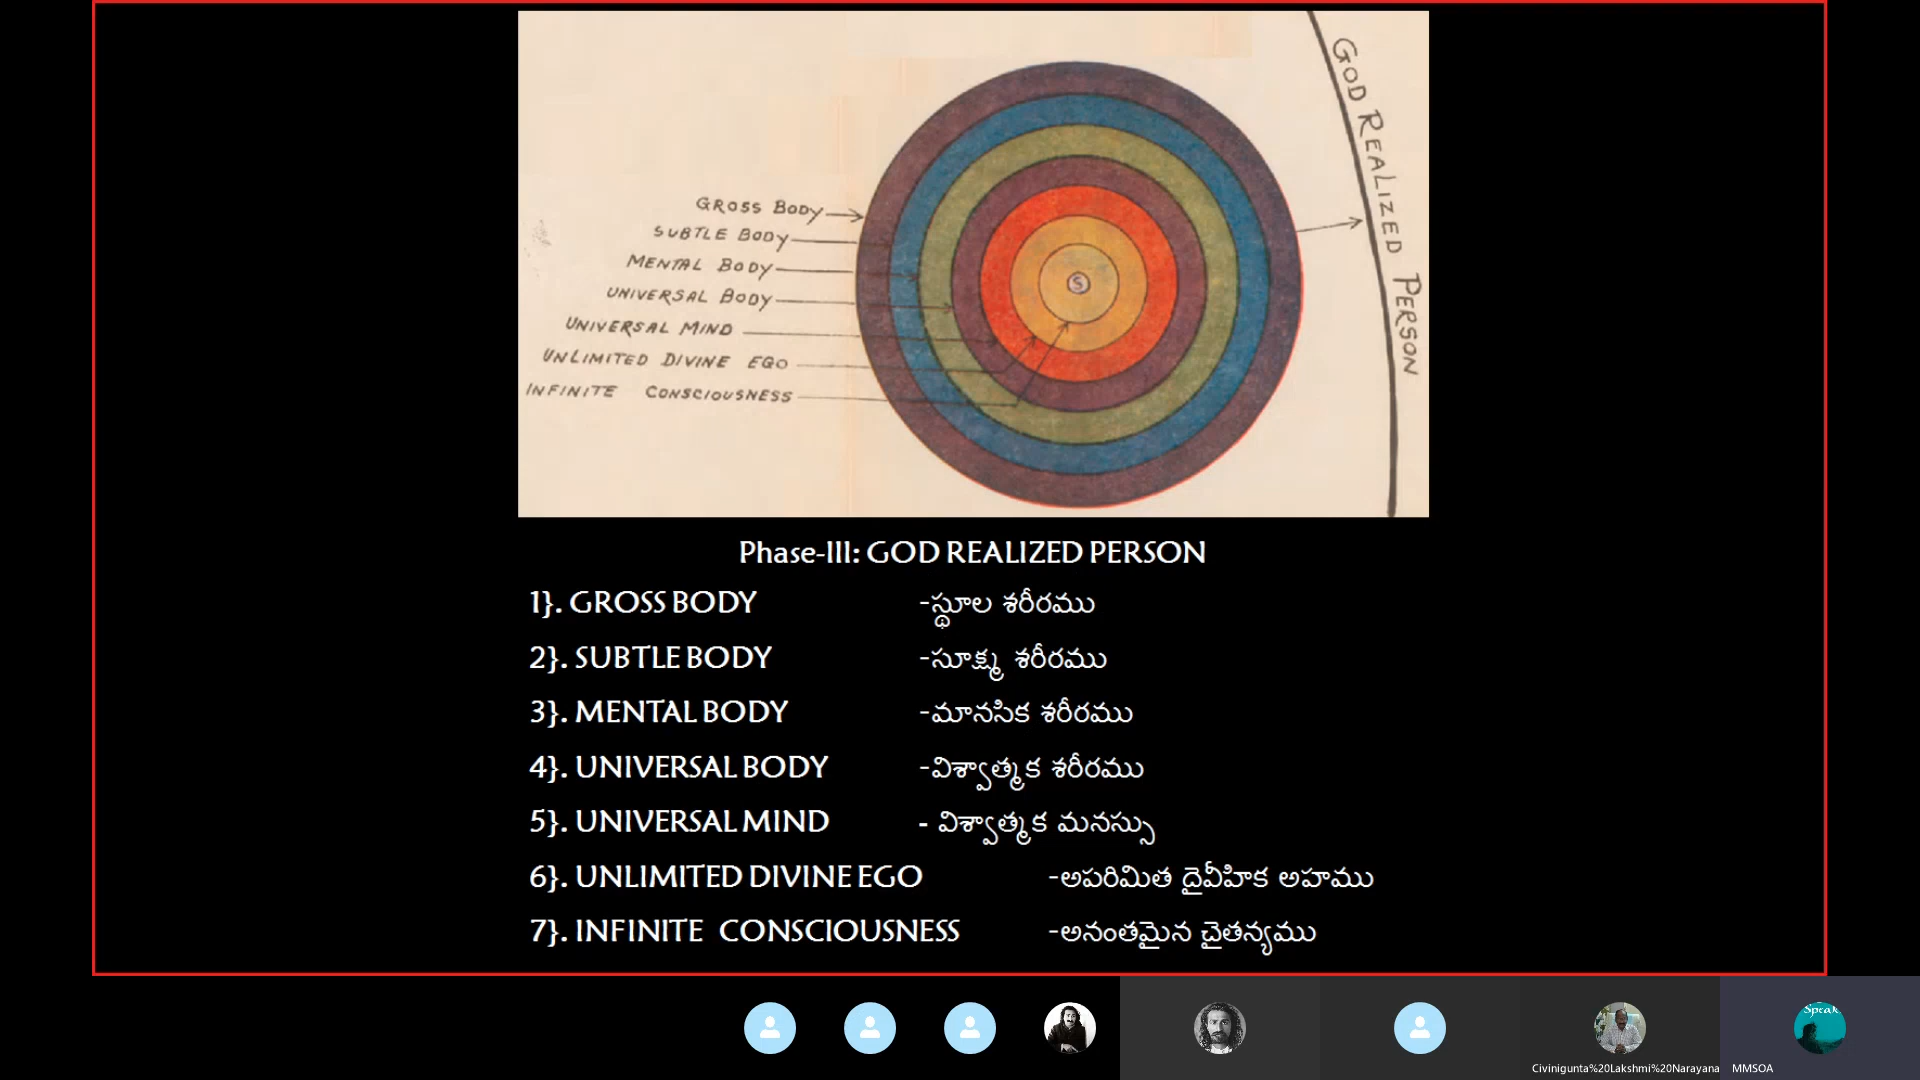 GOD REALIZED PERSON
GROSS BODY
SUBTLE BODY
MENTAL BODY
UNIVERSAL BODY
UNIVERSAL MIND
UNLIMITED DIVINE EGO
INFINITE CONSCIOUSNESS
S
Phase-III: GOD REALIZED PERSON
1}. GROSS BODY -స్థూల శరీరము
2}. SUBTLE BODY -సూక్ష్మ శరీరము
3}. MENTAL BODY -మానసిక శరీరము
4}. UNIVERSAL BODY -విశ్వాత్మక శరీరము
5}. UNIVERSAL MIND - విశ్వాత్మక మనస్సు
6}. UNLIMITED DIVINE EGO -అపరిమిత దైవీహిక అహము
7}. INFINITE CONSCIOUSNESS -అనంతమైన చైతన్యము
Speak
Civinigunta%20Lakshmi%20Narayana MMSOA